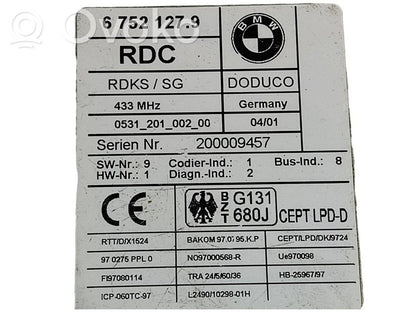 6 752 127.9
BMW
RDC
RDKS / SG
DODUCO
433 MHz
Germany
0531_201_002_00
04/01
Serien Nr.
200009457
SW-Nr.: 9
Codier-Ind.: 1
Bus-Ind.: 8
HW-Nr.: 1
Diagn.-Ind.: 2
CE
BZT
G131
680J
CEPT LPD-D
RTT/D/X1524
BAKOM 97.0795.K.P
CEPT/LPD/DK/9724
97 0275 PPL 0
NO97000568-R
Ue970098
FI97080114
TRA 24/5/60/36
HB-25967/97
ICP-060TC-97
L2490/10298-01H
OVOKO